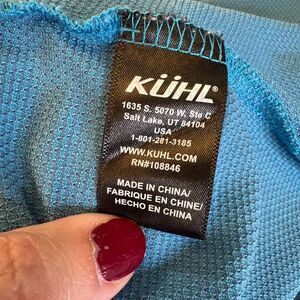 KÜHL®
1635 S. 5070 W, Ste C
Salt Lake, UT 84104
USA
1-801-281-3185
WWW.KUHL.COM
RN#108846
MADE IN CHINA/
FABRIQUE EN CHINE/
HECHO EN CHINA